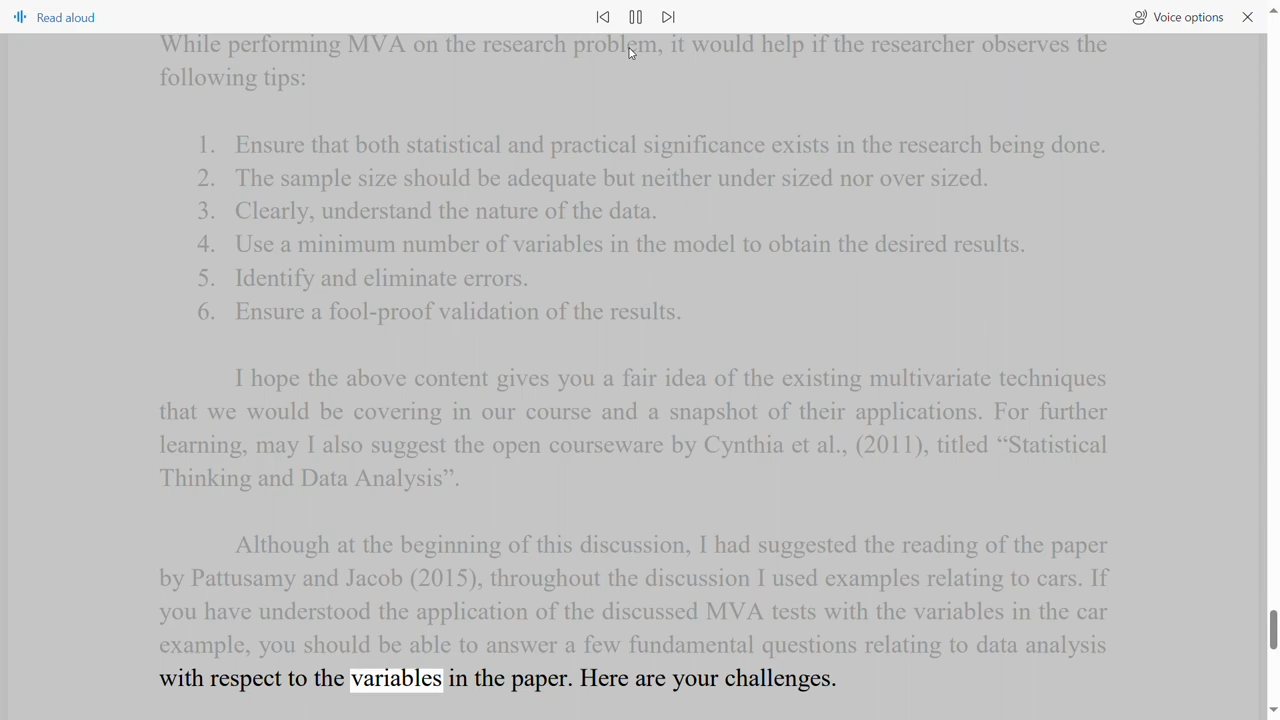 Read aloud
Voice options
While performing MVA on the research problem, it would help if the researcher observes the
following tips:
1. Ensure that both statistical and practical significance exists in the research being done.
2. The sample size should be adequate but neither under sized nor over sized.
3. Clearly, understand the nature of the data.
4. Use a minimum number of variables in the model to obtain the desired results.
5. Identify and eliminate errors.
6. Ensure a fool-proof validation of the results.
I hope the above content gives you a fair idea of the existing multivariate techniques
that we would be covering in our course and a snapshot of their applications. For further
learning, may I also suggest the open courseware by Cynthia et al., (2011), titled “Statistical
Thinking and Data Analysis”.
Although at the beginning of this discussion, I had suggested the reading of the paper
by Pattusamy and Jacob (2015), throughout the discussion I used examples relating to cars. If
you have understood the application of the discussed MVA tests with the variables in the car
example, you should be able to answer a few fundamental questions relating to data analysis
with respect to the variables in the paper. Here are your challenges.